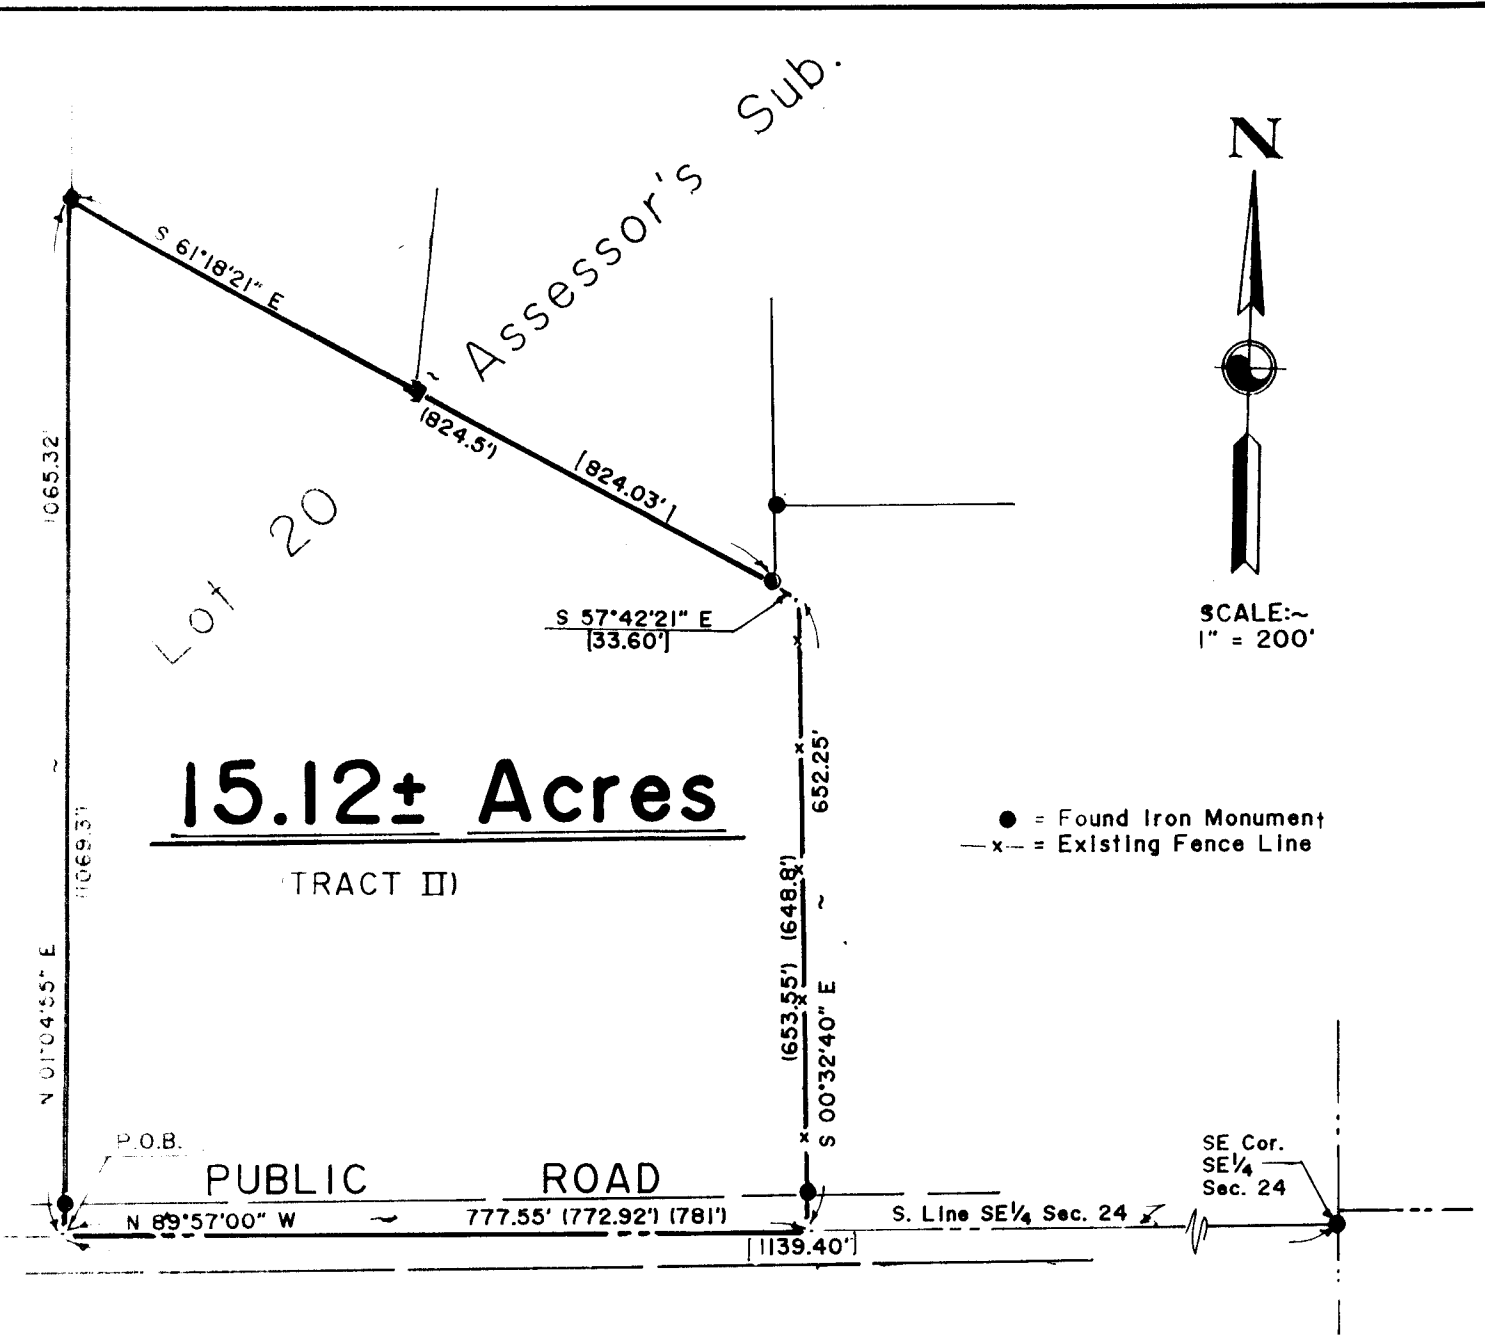 Assessor's Sub.
N
S 61°18'21" E
(824.5')
[824.03']
1065.32'
Lot 20
S 57°42'21" E
[33.60']
SCALE:~
1" = 200'
15.12± Acres
(TRACT II)
652.25'
(1069.3')
(648.8')
(653.55')
S 00°32'40" E
● = Found Iron Monument
—x— = Existing Fence Line
N 01°04'55" E
P.O.B.
PUBLIC ROAD
N 89°57'00" W ~ 777.55' (772.92') (781')
[1139.40']
S. Line SE1/4 Sec. 24
SE Cor.
SE1/4
Sec. 24